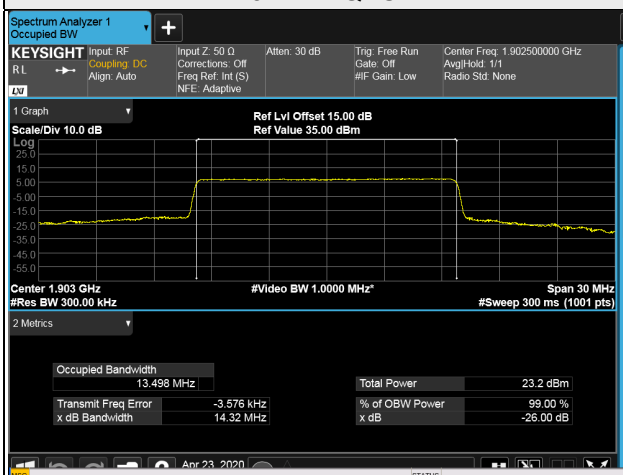 Spectrum Analyzer 1
Occupied BW
KEYSIGHT Input: RF Input Z: 50 Ω Atten: 30 dB Trig: Free Run Center Freq: 1.902500000 GHz
RL Coupling: DC Corrections: Off Gate: Off Avg|Hold: 1/1
Align: Auto Freq Ref: Int (S) #IF Gain: Low Radio Std: None
LXI NFE: Adaptive
1 Graph Ref Lvl Offset 15.00 dB
Scale/Div 10.0 dB Ref Value 35.00 dBm
Log
25.0
15.0
5.00
-5.00
-15.0
-25.0
-35.0
-45.0
-55.0
Center 1.903 GHz #Video BW 1.0000 MHz* Span 30 MHz
#Res BW 300.00 kHz #Sweep 300 ms (1001 pts)
2 Metrics
Occupied Bandwidth
13.498 MHz Total Power 23.2 dBm
Transmit Freq Error -3.576 kHz % of OBW Power 99.00 %
x dB Bandwidth 14.32 MHz x dB -26.00 dB
Apr 23, 2020
MSG STATUS